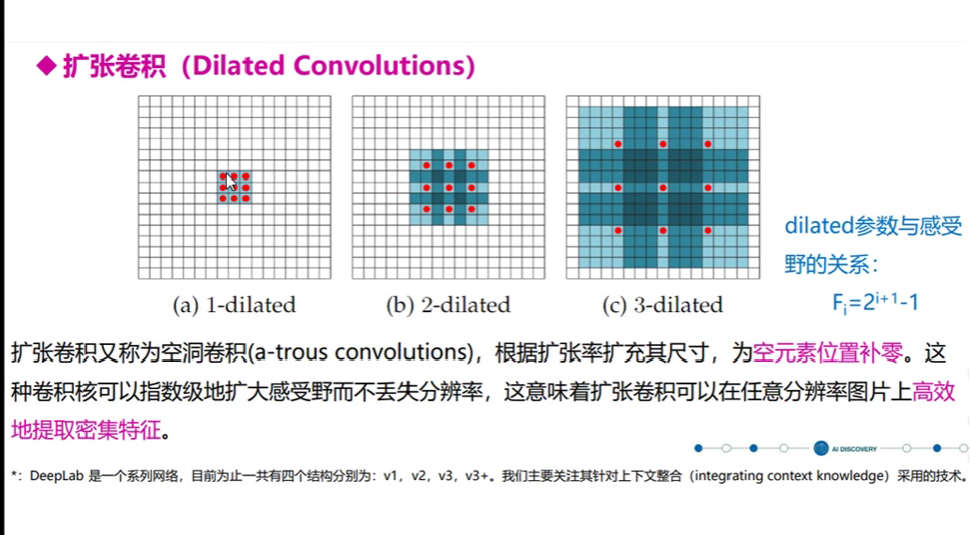 ◆扩张卷积（Dilated Convolutions）
(a) 1-dilated
(b) 2-dilated
(c) 3-dilated
dilated参数与感受
野的关系：
Fᵢ=2ⁱ⁺¹-1
扩张卷积又称为空洞卷积(a-trous convolutions)，根据扩张率扩充其尺寸，为空元素位置补零。这
种卷积核可以指数级地扩大感受野而不丢失分辨率，这意味着扩张卷积可以在任意分辨率图片上高效
地提取密集特征。
AI DISCOVERY
*：DeepLab 是一个系列网络，目前为止一共有四个结构分别为：v1，v2，v3，v3+。我们主要关注其针对上下文整合（integrating context knowledge）采用的技术。